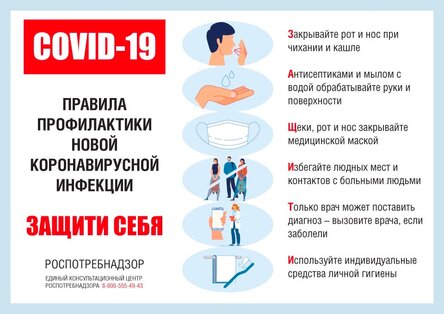 COVID-19
ПРАВИЛА
ПРОФИЛАКТИКИ
НОВОЙ
КОРОНАВИРУСНОЙ
ИНФЕКЦИИ
ЗАЩИТИ СЕБЯ
РОСПОТРЕБНАДЗОР
ЕДИНЫЙ КОНСУЛЬТАЦИОННЫЙ ЦЕНТР
РОСПОТРЕБНАДЗОРА 8-800-555-49-43
Закрывайте рот и нос при
чихании и кашле
Антисептиками и мылом с
водой обрабатывайте руки и
поверхности
Щеки, рот и нос закрывайте
медицинской маской
Избегайте людных мест и
контактов с больными людьми
Только врач может поставить
диагноз – вызовите врача, если
заболели
Используйте индивидуальные
средства личной гигиены